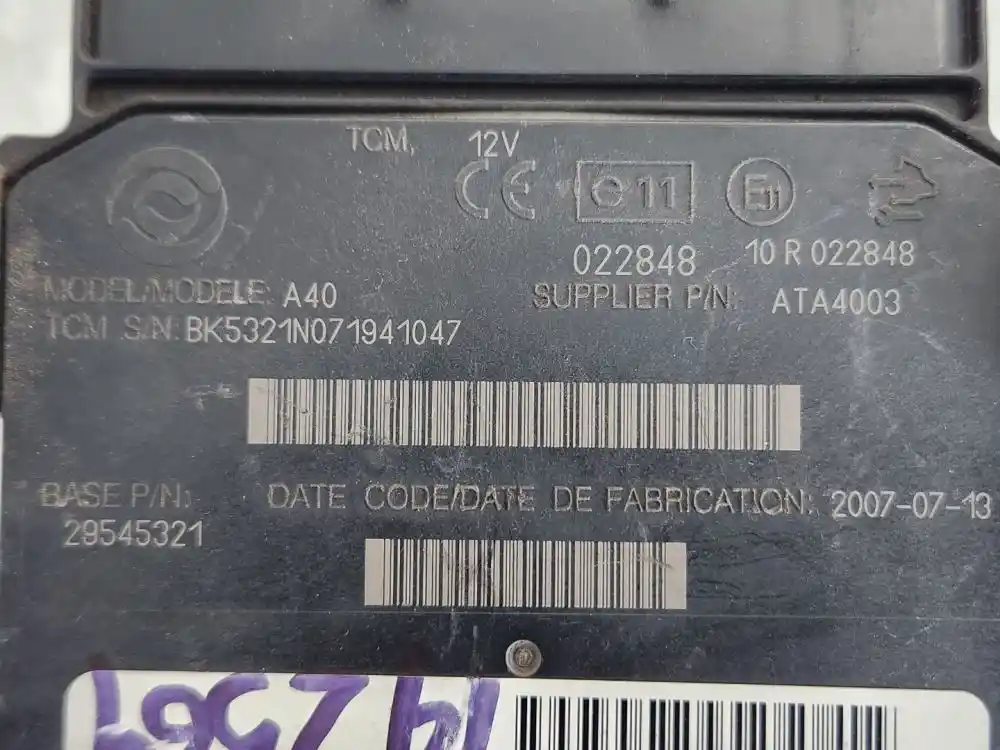 TCM, 12V
CE e 11 E11
022848 10 R 022848
MODEL/MODELE: A40 SUPPLIER P/N: ATA4003
TCM S/N: BK5321N071941047
BASE P/N: DATE CODE/DATE DE FABRICATION: 2007-07-13
29545321